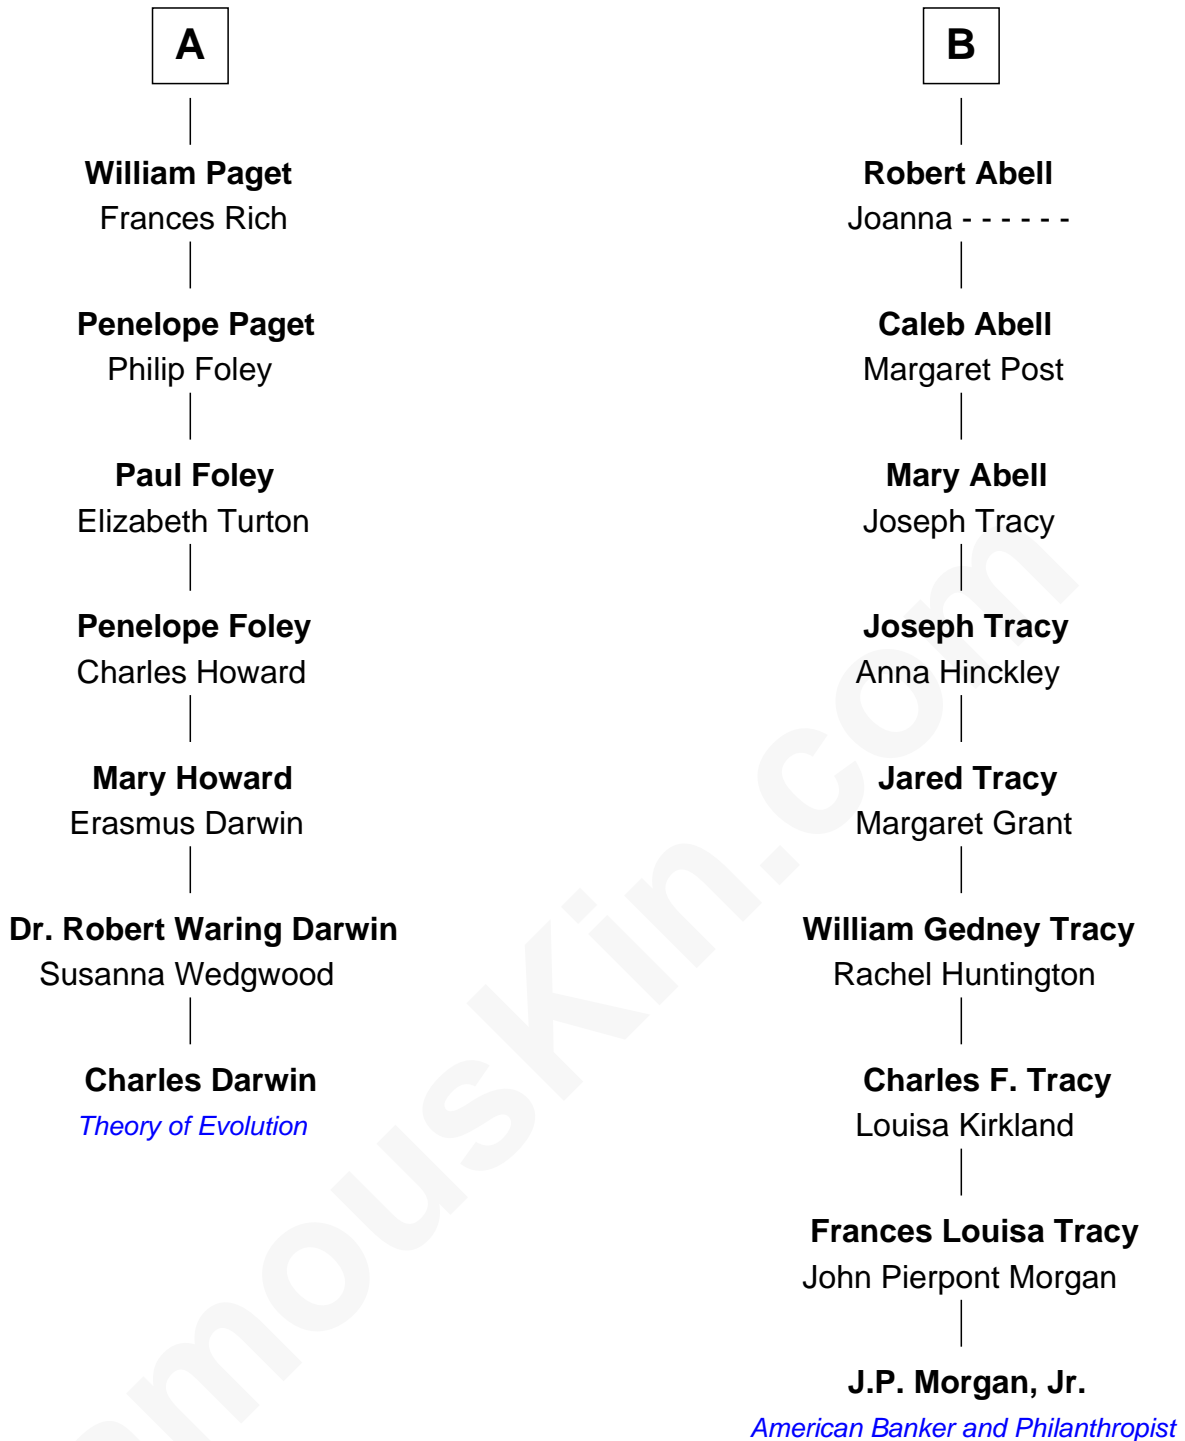 A
William Paget
Frances Rich
Penelope Paget
Philip Foley
Paul Foley
Elizabeth Turton
Penelope Foley
Charles Howard
Mary Howard
Erasmus Darwin
Dr. Robert Waring Darwin
Susanna Wedgwood
Charles Darwin
Theory of Evolution
B
Robert Abell
Joanna - - - - - -
Caleb Abell
Margaret Post
Mary Abell
Joseph Tracy
Joseph Tracy
Anna Hinckley
Jared Tracy
Margaret Grant
William Gedney Tracy
Rachel Huntington
Charles F. Tracy
Louisa Kirkland
Frances Louisa Tracy
John Pierpont Morgan
J.P. Morgan, Jr.
American Banker and Philanthropist
amouskin.com